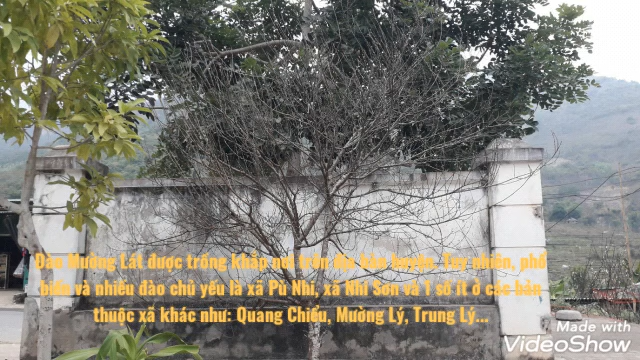 Đào Mường Lát được trồng khắp nơi trên địa bàn huyện. Tuy nhiên, phổ
biến và nhiều đào chủ yếu là xã Pù Nhi, xã Nhi Sơn và 1 số ít ở các bản
thuộc xã khác như: Quang Chiểu, Mường Lý, Trung Lý...
Made with
VideoShow